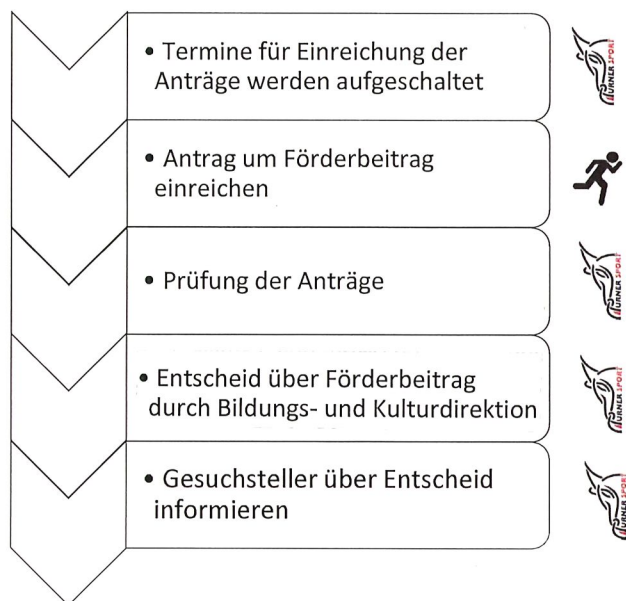 • Termine für Einreichung der
Anträge werden aufgeschaltet
URNER SPORT
• Antrag um Förderbeitrag
einreichen
• Prüfung der Anträge
URNER SPORT
• Entscheid über Förderbeitrag
durch Bildungs- und Kulturdirektion
URNER SPORT
• Gesuchsteller über Entscheid
informieren
URNER SPORT